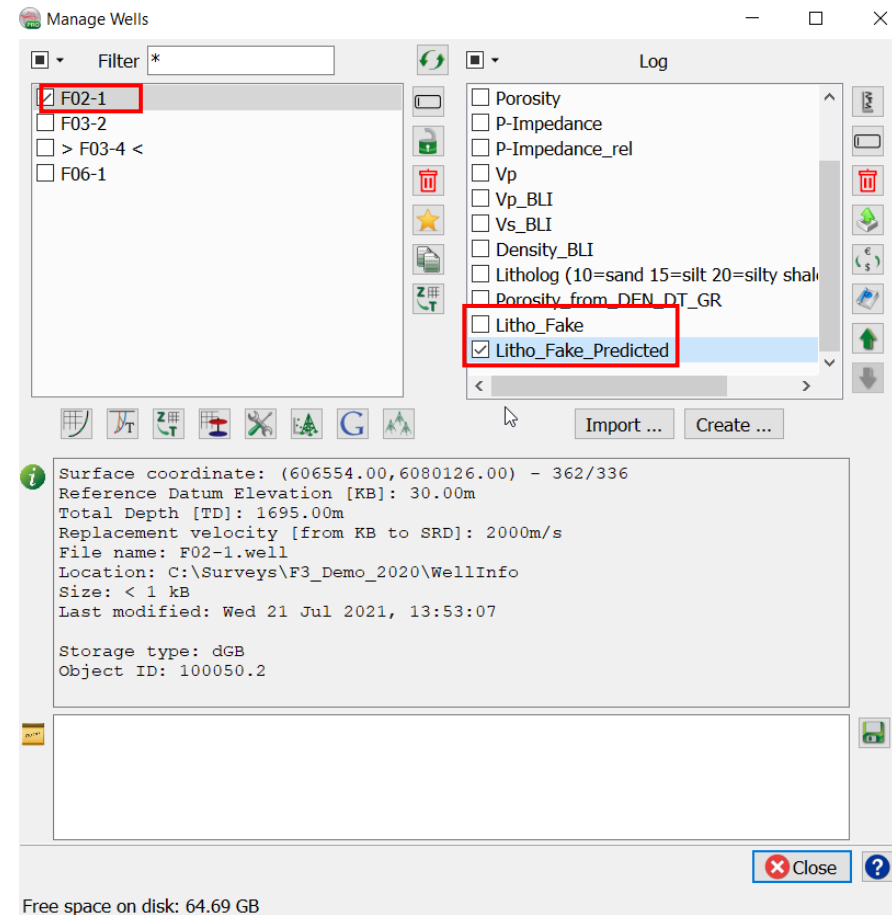 Manage Wells
Filter *
Log
F02-1
F03-2
> F03-4 <
F06-1
Porosity
P-Impedance
P-Impedance_rel
Vp
Vp_BLI
Vs_BLI
Density_BLI
Litholog (10=sand 15=silt 20=silty shal
Porosity_from_DEN_DT_GR
Litho_Fake
Litho_Fake_Predicted
Import ... Create ...
Surface coordinate: (606554.00,6080126.00) - 362/336
Reference Datum Elevation [KB]: 30.00m
Total Depth [TD]: 1695.00m
Replacement velocity [from KB to SRD]: 2000m/s
File name: F02-1.well
Location: C:\Surveys\F3_Demo_2020\WellInfo
Size: < 1 kB
Last modified: Wed 21 Jul 2021, 13:53:07
Storage type: dGB
Object ID: 100050.2
Close
Free space on disk: 64.69 GB